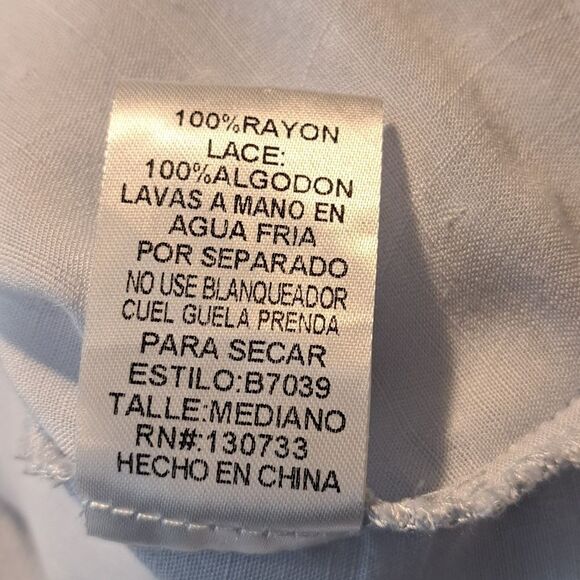 100%RAYON
LACE:
100%ALGODON
LAVAS A MANO EN
AGUA FRIA
POR SEPARADO
NO USE BLANQUEADOR
CUEL GUELA PRENDA
PARA SECAR
ESTILO:B7039
TALLE:MEDIANO
RN#:130733
HECHO EN CHINA